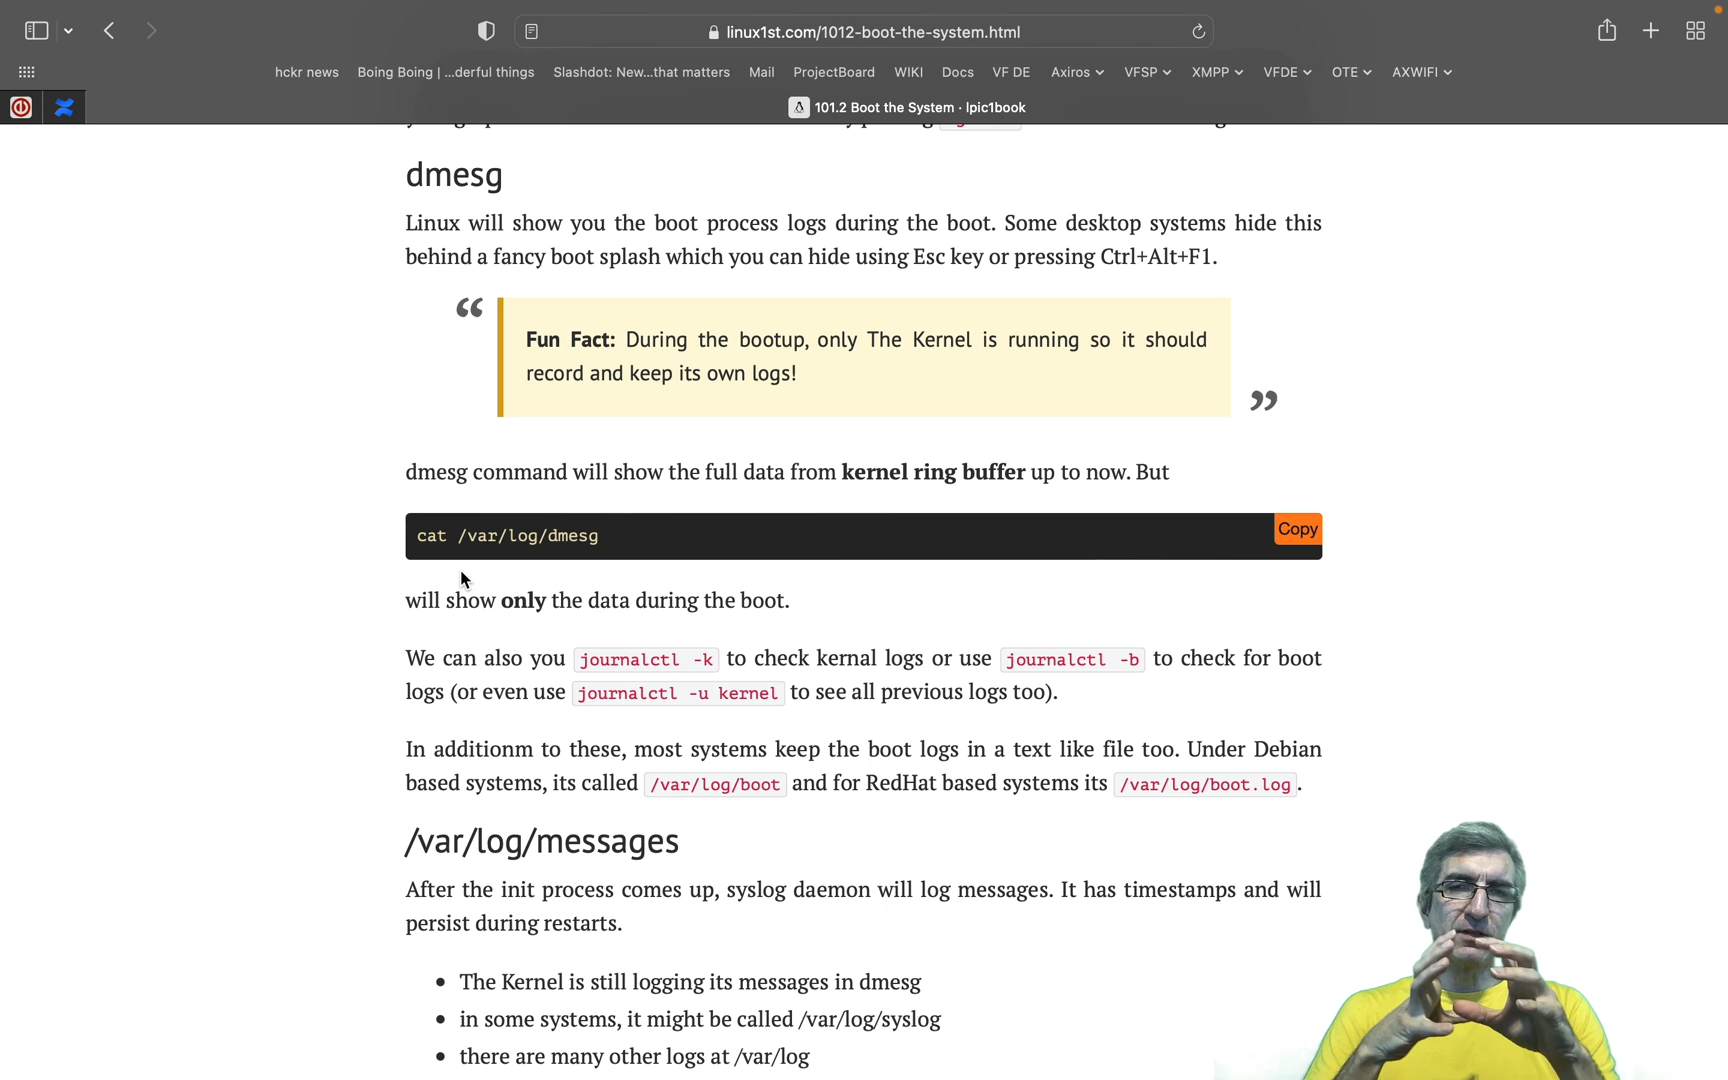 linux1st.com/1012-boot-the-system.html
hckr news Boing Boing | ...derful things Slashdot: New...that matters Mail ProjectBoard WIKI Docs VF DE Axiros VFSP XMPP VFDE OTE AXWIFI
101.2 Boot the System · lpic1book
dmesg
Linux will show you the boot process logs during the boot. Some desktop systems hide this
behind a fancy boot splash which you can hide using Esc key or pressing Ctrl+Alt+F1.
“
Fun Fact: During the bootup, only The Kernel is running so it should
record and keep its own logs!
”
dmesg command will show the full data from kernel ring buffer up to now. But
cat /var/log/dmesg
Copy
will show only the data during the boot.
We can also you journalctl -k to check kernal logs or use journalctl -b to check for boot
logs (or even use journalctl -u kernel to see all previous logs too).
In additionm to these, most systems keep the boot logs in a text like file too. Under Debian
based systems, its called /var/log/boot and for RedHat based systems its /var/log/boot.log.
/var/log/messages
After the init process comes up, syslog daemon will log messages. It has timestamps and will
persist during restarts.
• The Kernel is still logging its messages in dmesg
• in some systems, it might be called /var/log/syslog
• there are many other logs at /var/log